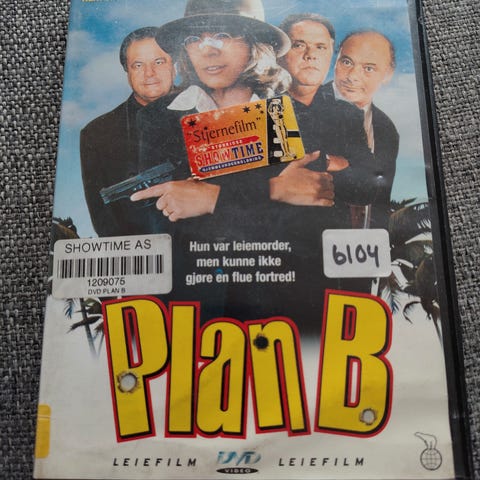 "Stjernefilm"
SHOWTIME
SHOWTIME AS
1209075
DVD PLAN B
6104
Hun var leiemorder,
men kunne ikke
gjøre en flue fortred!
Plan B
LEIEFILM DVD VIDEO LEIEFILM